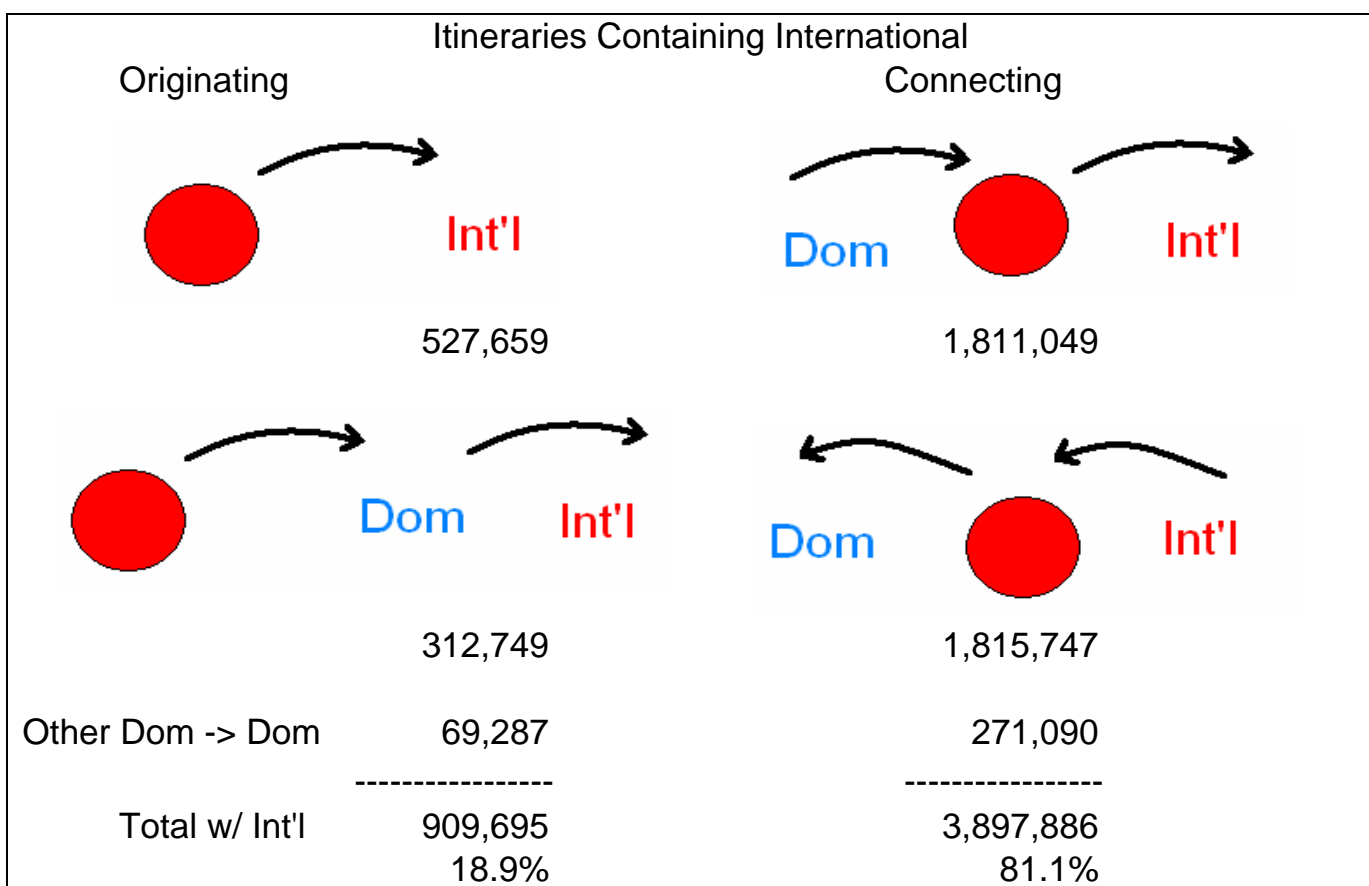 Itineraries Containing International
Originating Connecting
Int'l Dom Int'l
527,659 1,811,049
Dom Int'l Dom Int'l
312,749 1,815,747
Other Dom -> Dom 69,287 271,090
----------------- -----------------
Total w/ Int'l 909,695 3,897,886
18.9% 81.1%